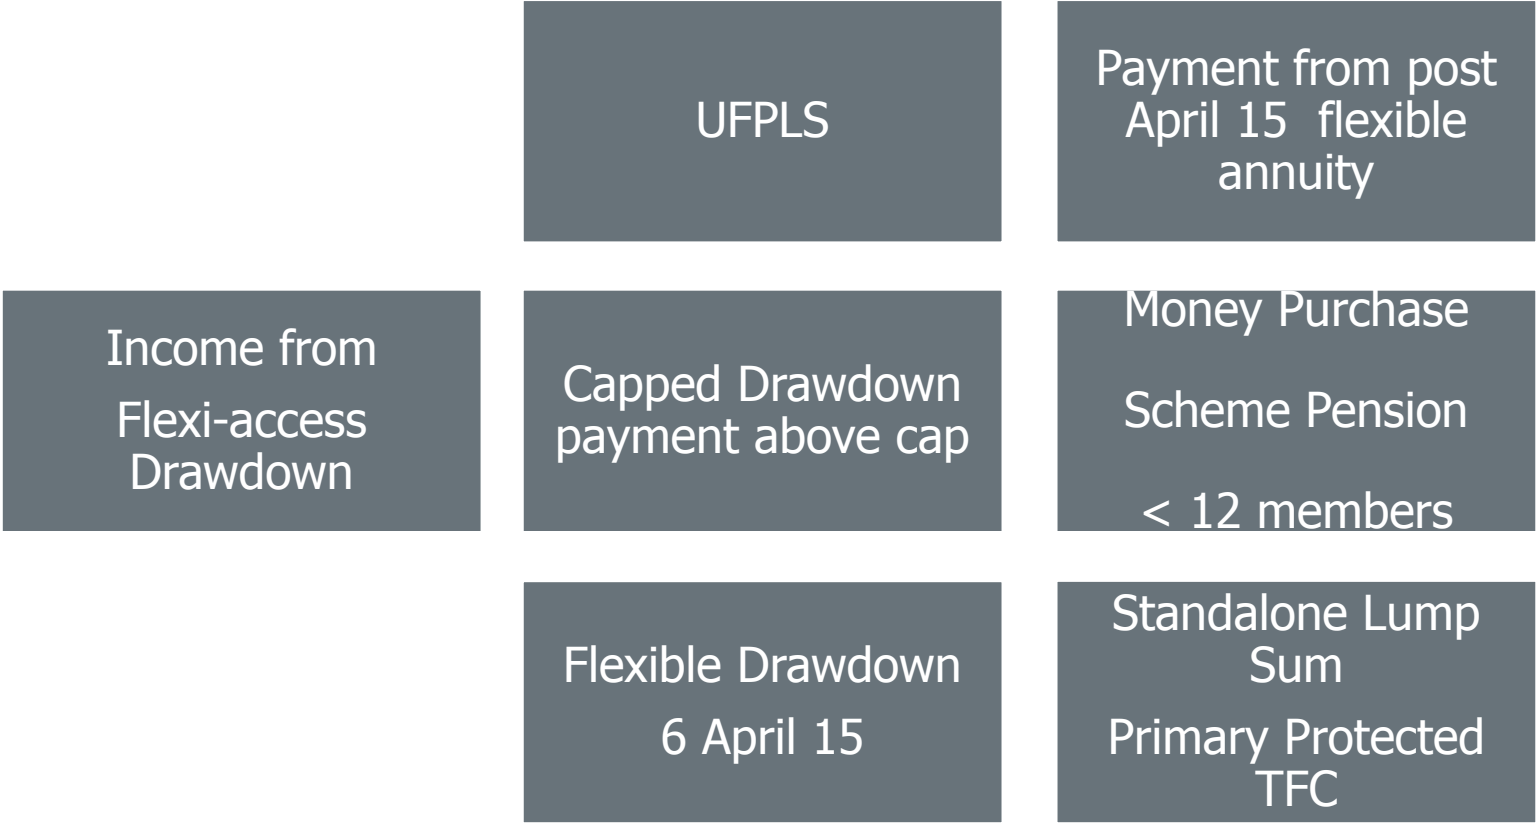 UFPLS
Payment from post
April 15 flexible
annuity
Income from
Flexi-access
Drawdown
Capped Drawdown
payment above cap
Money Purchase
Scheme Pension
< 12 members
Flexible Drawdown
6 April 15
Standalone Lump
Sum
Primary Protected
TFC